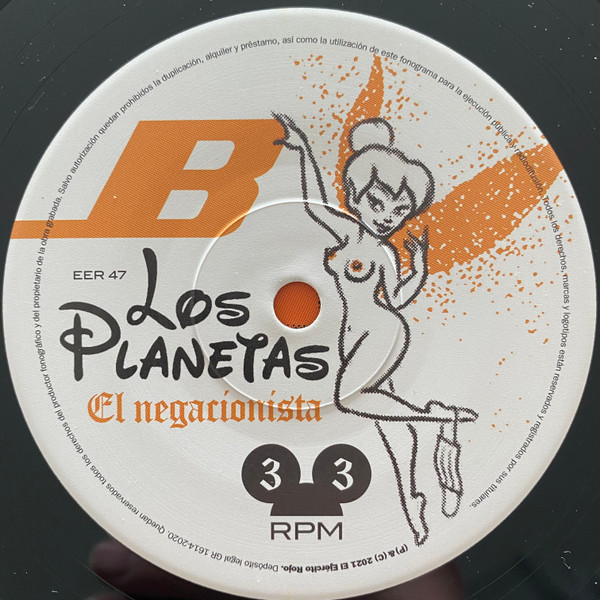 B
EER 47
Los
Planetas
El negacionista
3 3
RPM
Depósito legal GR 1614-2020. Quedan reservados todos los derechos del productor fonográfico y del propietario de la obra grabada. Salvo autorización quedan prohibidos la duplicación, alquiler y préstamo, así como la utilización de este fonograma para la ejecución pública y radiodifusión. Todos los derechos, marcas y logotipos están reservados y registrados por sus titulares.
(P) & (C) 2021 El Ejército Rojo.